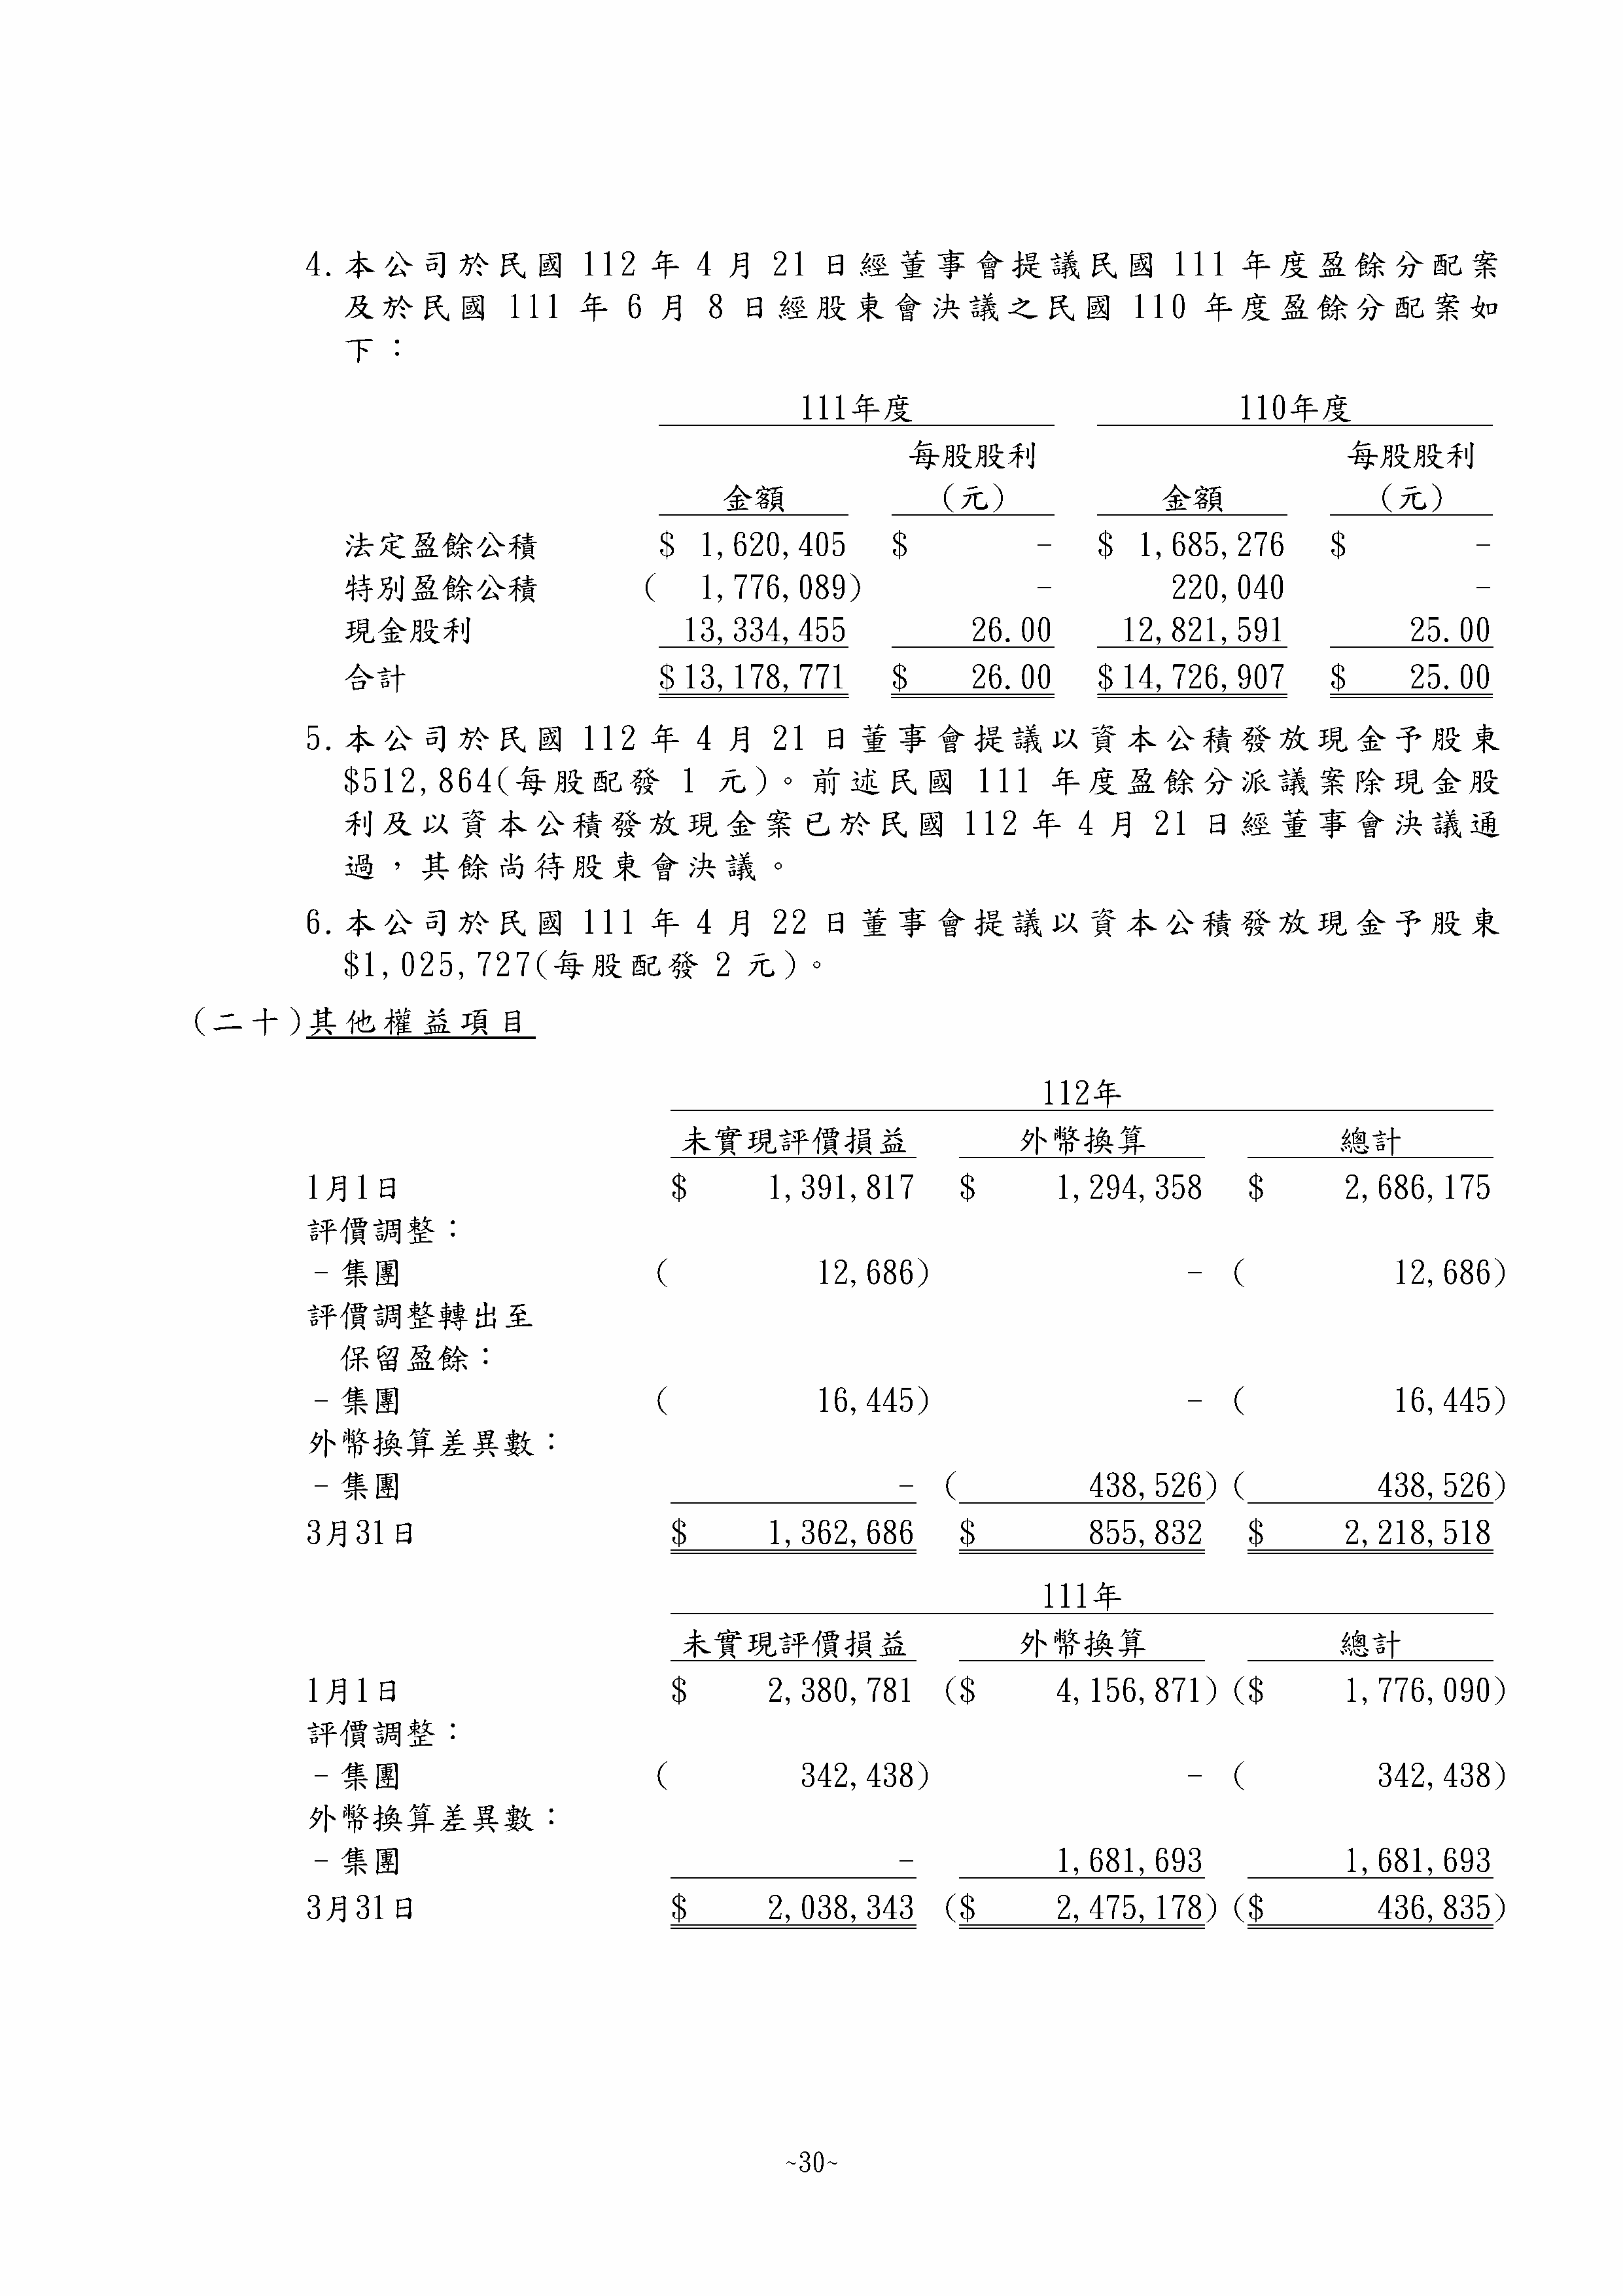 4.本公司於民國 112 年 4 月 21 日經董事會提議民國 111 年度盈餘分配案
及於民國 111 年 6 月 8 日經股東會決議之民國 110 年度盈餘分配案如
下：
111年度 110年度
每股股利 每股股利
金額 (元) 金額 (元)
法定盈餘公積 $ 1,620,405 $ - $ 1,685,276 $ -
特別盈餘公積 ( 1,776,089) - 220,040 -
現金股利 13,334,455 26.00 12,821,591 25.00
合計 $13,178,771 $ 26.00 $14,726,907 $ 25.00
5.本公司於民國 112 年 4 月 21 日董事會提議以資本公積發放現金予股東
$512,864(每股配發 1 元)。前述民國 111 年度盈餘分派議案除現金股
利及以資本公積發放現金案已於民國 112 年 4 月 21 日經董事會決議通
過，其餘尚待股東會決議。
6.本公司於民國 111 年 4 月 22 日董事會提議以資本公積發放現金予股東
$1,025,727(每股配發 2 元)。
(二十)其他權益項目
112年
未實現評價損益 外幣換算 總計
1月1日 $ 1,391,817 $ 1,294,358 $ 2,686,175
評價調整：
－集團 ( 12,686) - ( 12,686)
評價調整轉出至
保留盈餘：
－集團 ( 16,445) - ( 16,445)
外幣換算差異數：
－集團 - ( 438,526) ( 438,526)
3月31日 $ 1,362,686 $ 855,832 $ 2,218,518
111年
未實現評價損益 外幣換算 總計
1月1日 $ 2,380,781 ($ 4,156,871) ($ 1,776,090)
評價調整：
－集團 ( 342,438) - ( 342,438)
外幣換算差異數：
－集團 - 1,681,693 1,681,693
3月31日 $ 2,038,343 ($ 2,475,178) ($ 436,835)
~30~